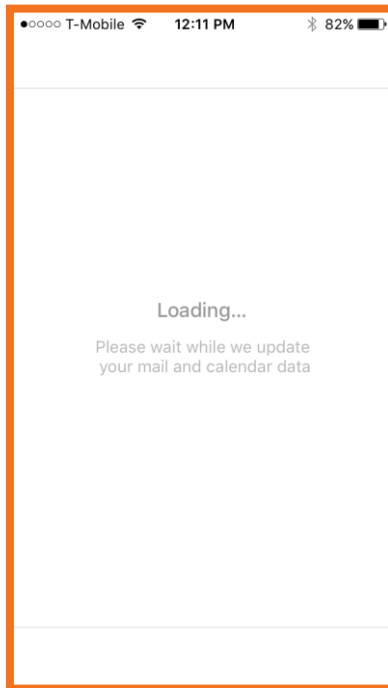 T-Mobile 12:11 PM 82%
Loading...
Please wait while we update
your mail and calendar data